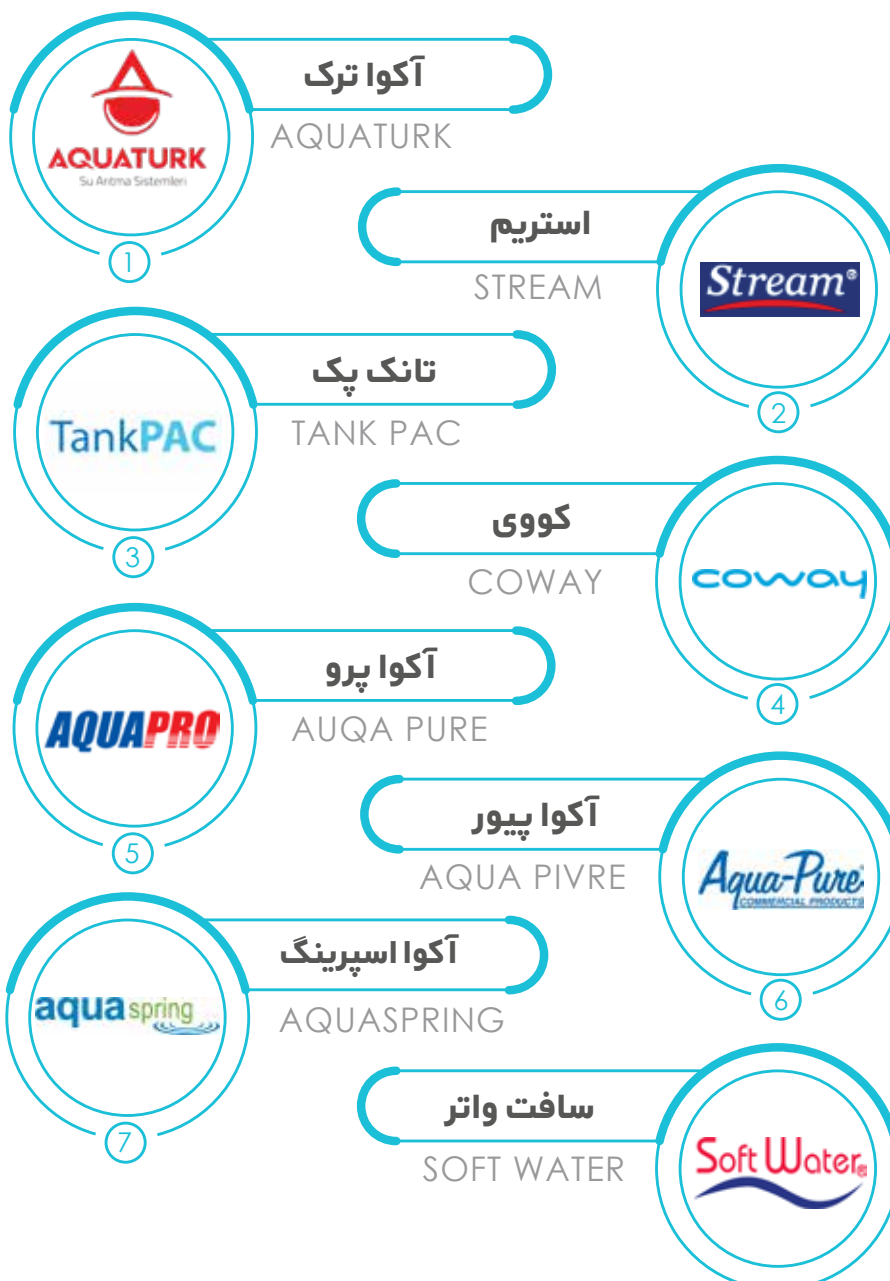 AQUATURK
Su Arıtma Sistemleri
آکوا ترک
AQUATURK
1
استریم
STREAM
Stream®
2
TankPAC
تانک پک
TANK PAC
3
کووی
COWAY
coway
4
AQUAPRO
آکوا پرو
AUQA PURE
5
آکوا پیور
AQUA PIVRE
Aqua-Pure
COMMERCIAL PRODUCTS
6
aqua spring
آکوا اسپرینگ
AQUASPRING
7
سافت واتر
SOFT WATER
Soft Water®